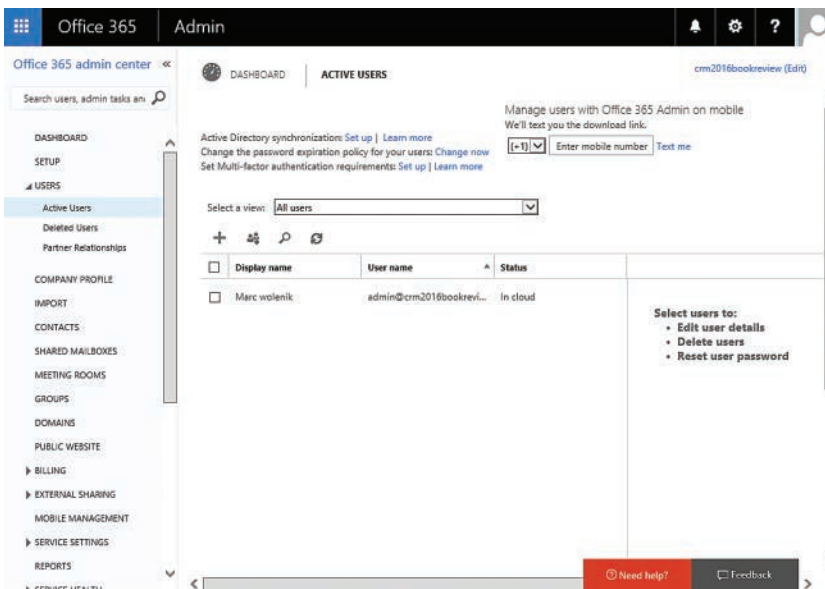 Office 365
Admin
?
Office 365 admin center «
Search users, admin tasks an
DASHBOARD
SETUP
USERS
Active Users
Deleted Users
Partner Relationships
COMPANY PROFILE
IMPORT
CONTACTS
SHARED MAILBOXES
MEETING ROOMS
GROUPS
DOMAINS
PUBLIC WEBSITE
BILLING
EXTERNAL SHARING
MOBILE MANAGEMENT
SERVICE SETTINGS
REPORTS
SERVICE HEALTH
DASHBOARD
ACTIVE USERS
crm2016bookreview (Edit)
Manage users with Office 365 Admin on mobile
We'll text you the download link.
(+1) Enter mobile number Text me
Active Directory synchronization: Set up | Learn more
Change the password expiration policy for your users: Change now
Set Multi-factor authentication requirements: Set up | Learn more
Select a view: All users
Display name User name Status
Marc wolenik admin@crm2016bookrevi... In cloud
Select users to:
• Edit user details
• Delete users
• Reset user password
Need help?
Feedback